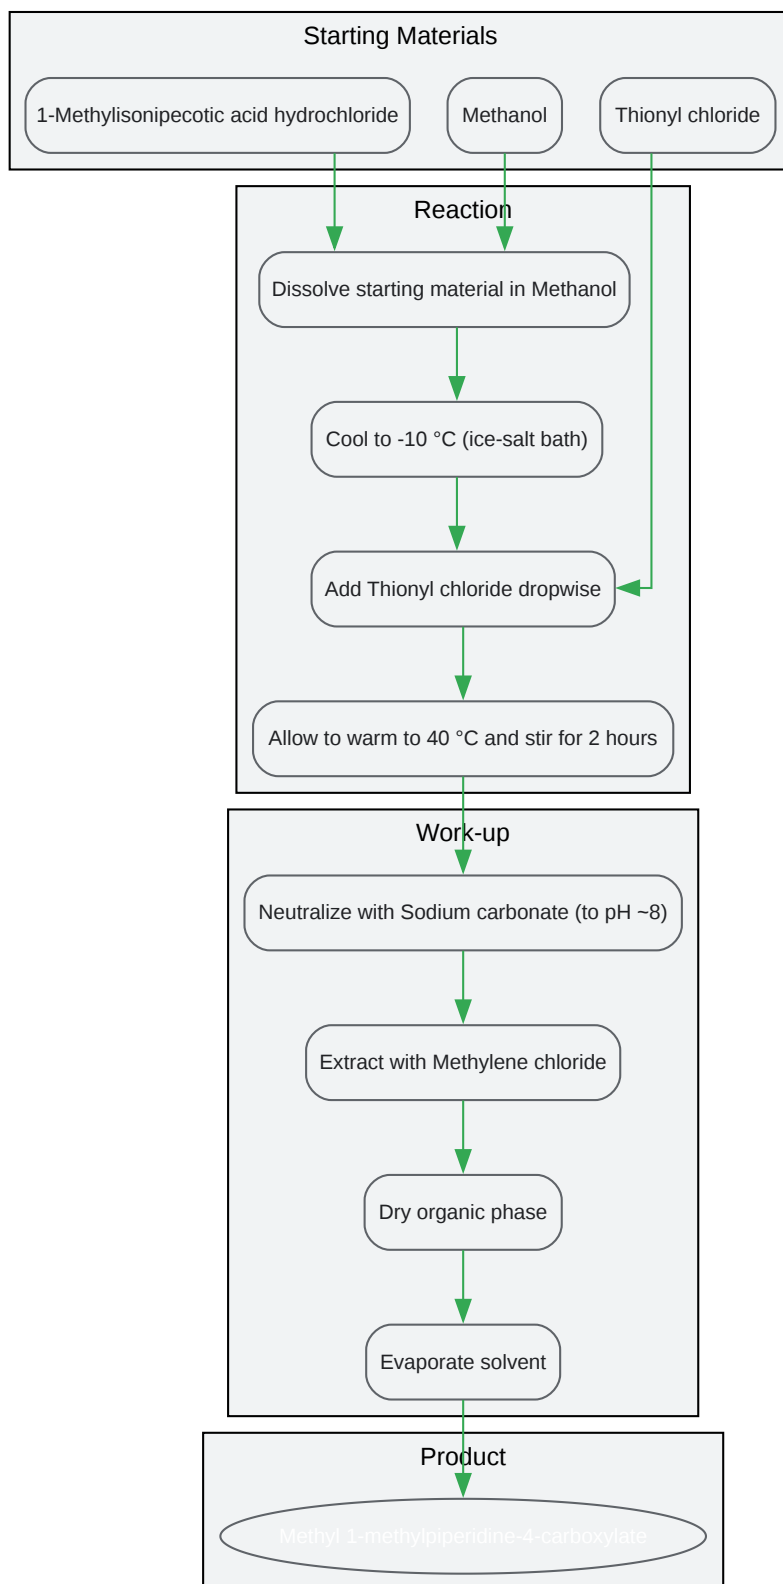 Starting Materials
1-Methylisonipecotic acid hydrochloride
Methanol
Thionyl chloride
Reaction
Dissolve starting material in Methanol
Cool to -10 °C (ice-salt bath)
Add Thionyl chloride dropwise
Allow to warm to 40 °C and stir for 2 hours
Work-up
Neutralize with Sodium carbonate (to pH ~8)
Extract with Methylene chloride
Dry organic phase
Evaporate solvent
Product
Methyl 1-methylpiperidine-4-carboxylate